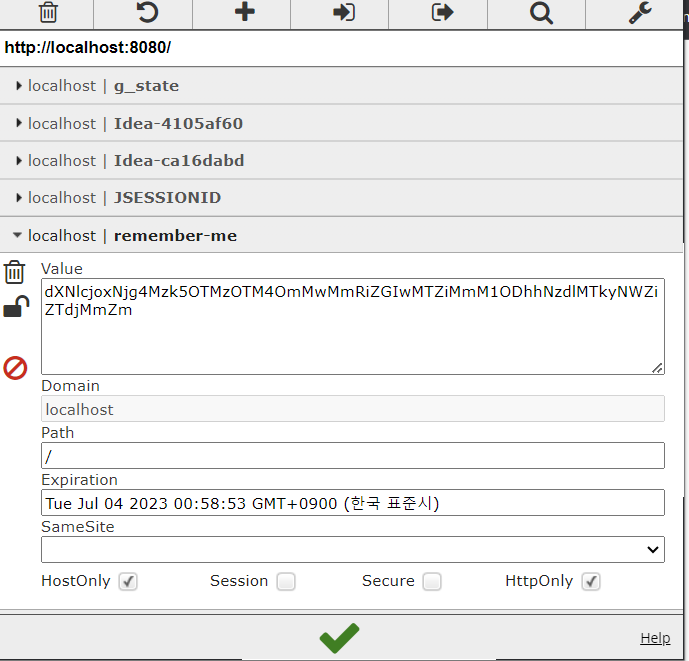 http://localhost:8080/
localhost | g_state
localhost | Idea-4105af60
localhost | Idea-ca16dabd
localhost | JSESSIONID
localhost | remember-me
Value
dXNlcjoxNjg4Mzk5OTMzOTM4OmMwMmRiZGIwMTZiMmM1ODhhNzdlMTkyNWZi
ZTdjMmZm
Domain
localhost
Path
/
Expiration
Tue Jul 04 2023 00:58:53 GMT+0900 (한국 표준시)
SameSite
HostOnly Session Secure HttpOnly
Help